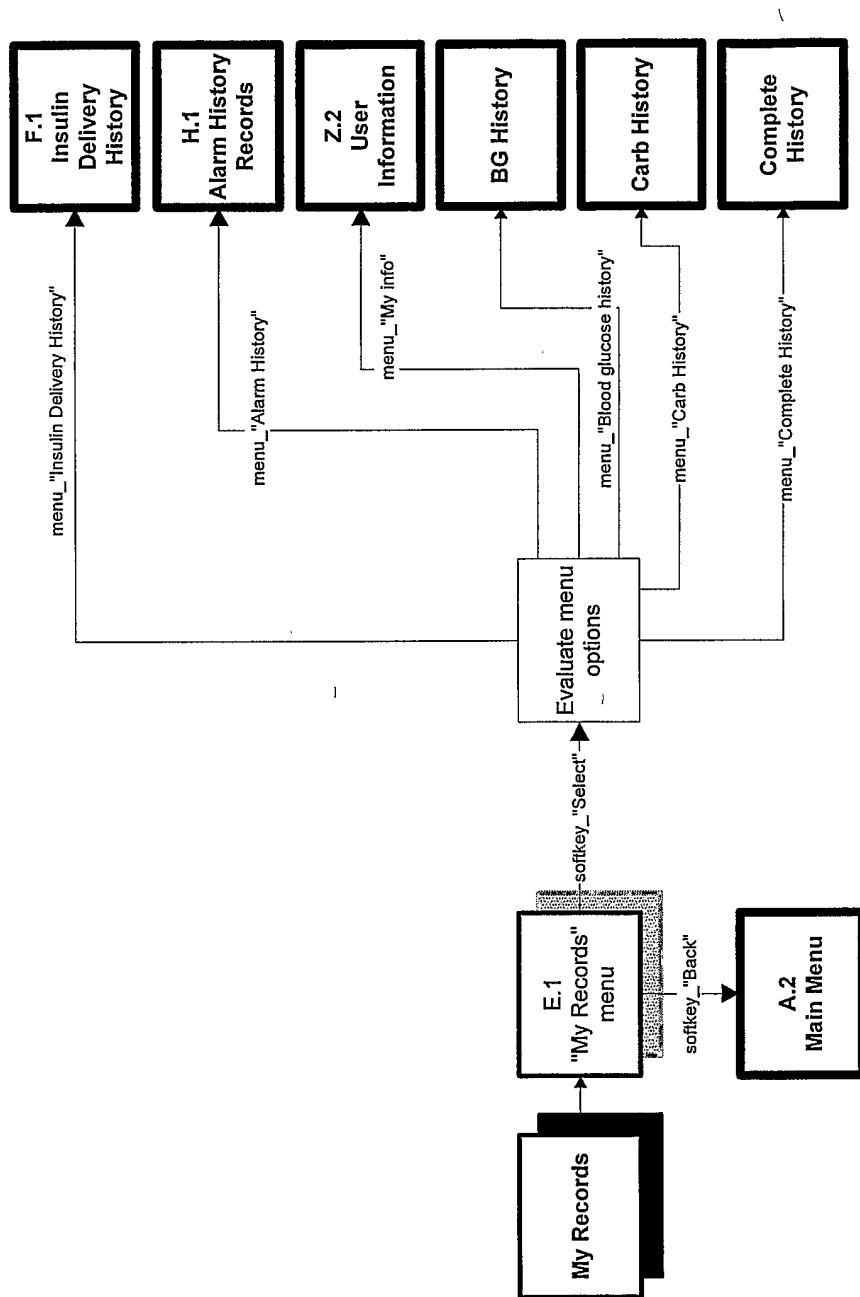 My Records
E.1
"My Records"
menu
softkey_"Back"
A.2
Main Menu
softkey_"Select"
Evaluate menu
options
menu_"Insulin Delivery History"
F.1
Insulin
Delivery
History
menu_"Alarm History"
H.1
Alarm History
Records
menu_"My info"
Z.2
User
Information
menu_"Blood glucose history"
BG History
menu_"Carb History"
Carb History
menu_"Complete History"
Complete
History